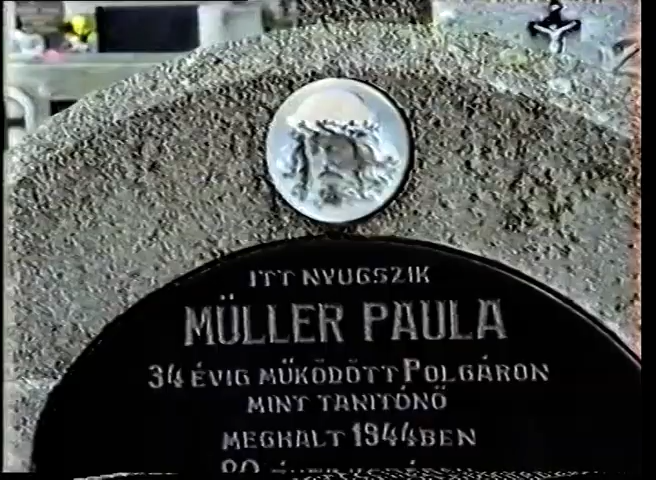 ITT NYUGSZIK
MÜLLER PAULA
34 ÉVIG MŰKÖDÖTT POLGÁRON
MINT TANITÓNŐ
MEGHALT 1944BEN